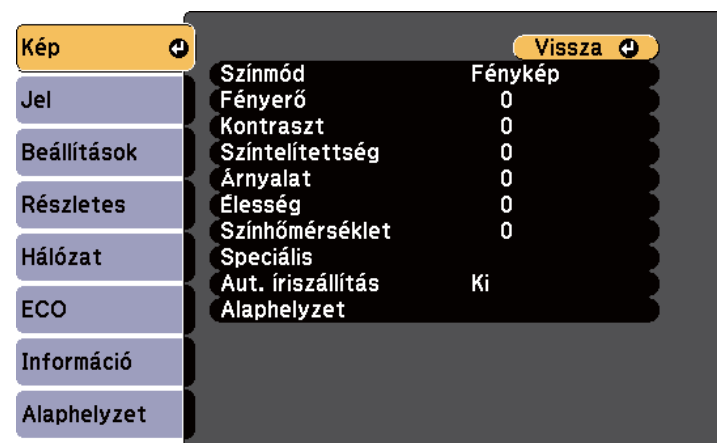 Kép
Jel
Beállítások
Részletes
Hálózat
ECO
Információ
Alaphelyzet
Vissza
Színmód Fénykép
Fényerő 0
Kontraszt 0
Színtelítettség 0
Árnyalat 0
Élesség 0
Színhőmérséklet 0
Speciális
Aut. íriszállítás Ki
Alaphelyzet